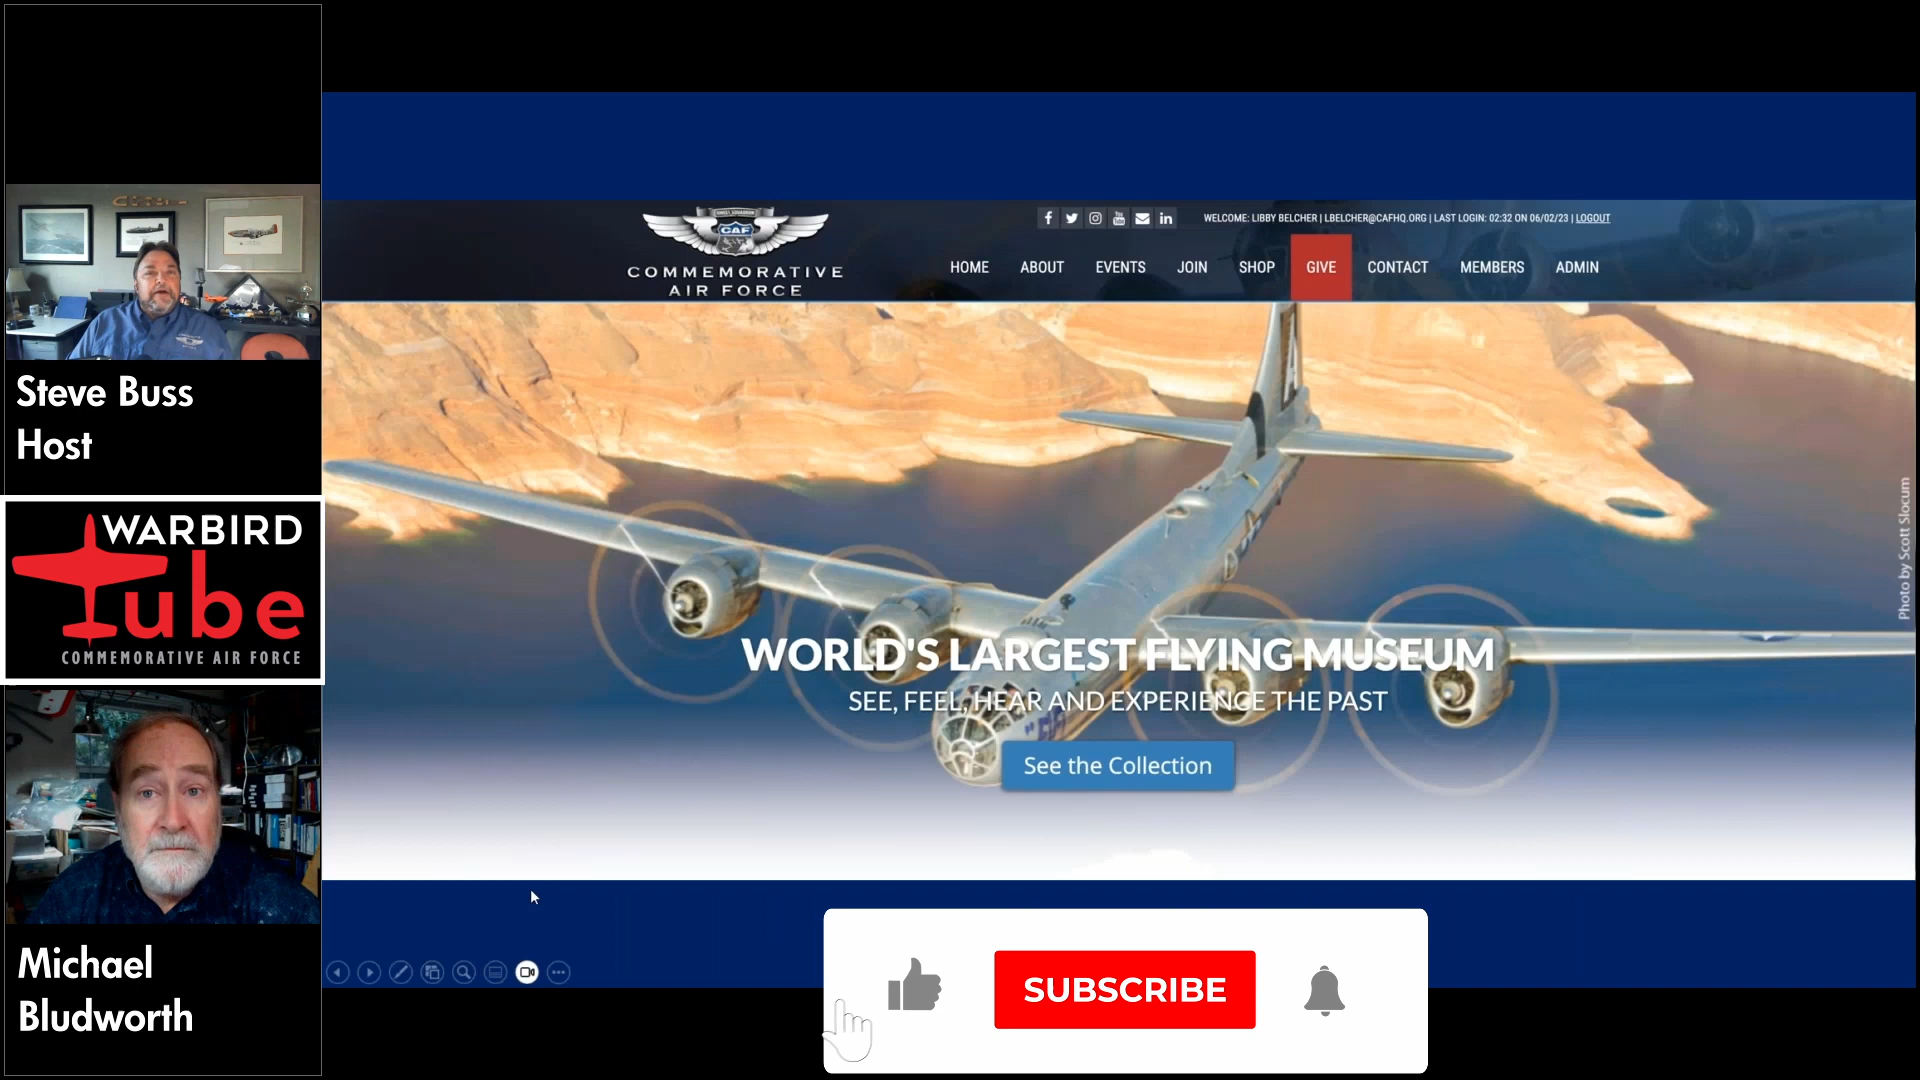 Steve Buss
Host
WARBIRD
Tube
COMMEMORATIVE AIR FORCE
Michael
Bludworth
CAF
COMMEMORATIVE
AIR FORCE
WELCOME: LIBBY BELCHER | LBELCHER@CAFHQ.ORG | LAST LOGIN: 02:32 ON 06/02/23 | LOGOUT
HOME ABOUT EVENTS JOIN SHOP GIVE CONTACT MEMBERS ADMIN
Photo by Scott Slocum
WORLD'S LARGEST FLYING MUSEUM
SEE, FEEL, HEAR AND EXPERIENCE THE PAST
See the Collection
SUBSCRIBE